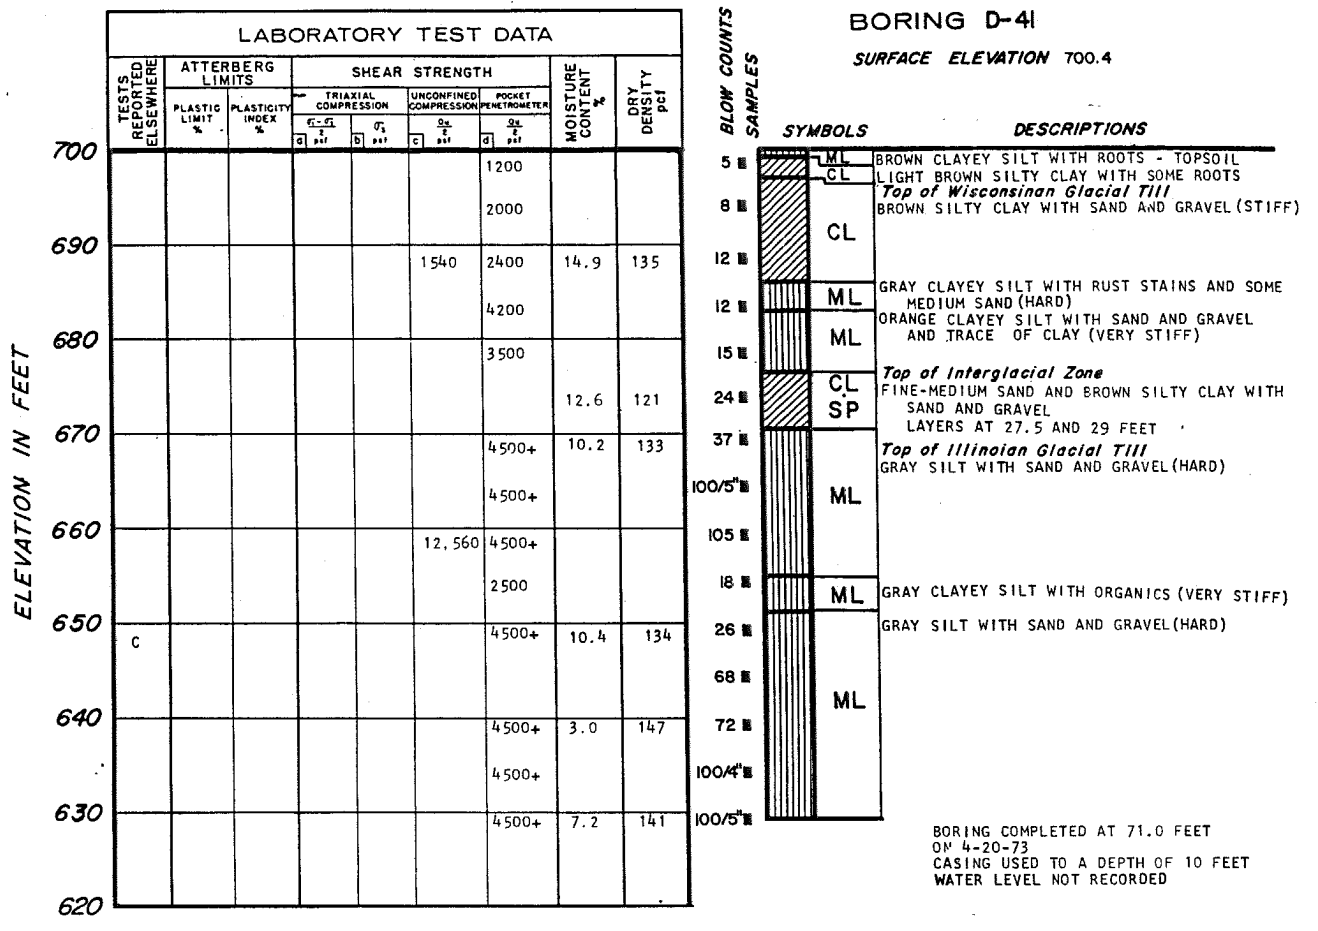 LABORATORY TEST DATA
TESTS REPORTED ELSEWHERE
ATTERBERG LIMITS
PLASTIC LIMIT %
PLASTICITY INDEX %
SHEAR STRENGTH
TRIAXIAL COMPRESSION
UNCONFINED COMPRESSION
POCKET PENETROMETER
σ₁-σ₃/2 psf
σ₃ psf
Qu/2 psf
Qu/2 psf
a
b
c
d
MOISTURE CONTENT %
DRY DENSITY pcf
BLOW COUNTS
SAMPLES
BORING D-41
SURFACE ELEVATION 700.4
SYMBOLS
DESCRIPTIONS
ELEVATION IN FEET
700
690
680
670
660
650
640
630
620
1200
2000
1540 2400 14.9 135
4200
3500
12.6 121
4500+ 10.2 133
4500+
12,560 4500+
2500
C 4500+ 10.4 134
4500+ 3.0 147
4500+
4500+ 7.2 141
5
8
12
12
15
24
37
100/5"
105
18
26
68
72
100/4"
100/5"
ML BROWN CLAYEY SILT WITH ROOTS - TOPSOIL
CL LIGHT BROWN SILTY CLAY WITH SOME ROOTS
Top of Wisconsinan Glacial Till
BROWN SILTY CLAY WITH SAND AND GRAVEL (STIFF)
CL
GRAY CLAYEY SILT WITH RUST STAINS AND SOME
ML MEDIUM SAND (HARD)
ORANGE CLAYEY SILT WITH SAND AND GRAVEL
ML AND TRACE OF CLAY (VERY STIFF)
Top of Interglacial Zone
CL FINE-MEDIUM SAND AND BROWN SILTY CLAY WITH
SP SAND AND GRAVEL
LAYERS AT 27.5 AND 29 FEET
Top of Illinoian Glacial Till
GRAY SILT WITH SAND AND GRAVEL (HARD)
ML
ML GRAY CLAYEY SILT WITH ORGANICS (VERY STIFF)
GRAY SILT WITH SAND AND GRAVEL (HARD)
ML
BORING COMPLETED AT 71.0 FEET
ON 4-20-73
CASING USED TO A DEPTH OF 10 FEET
WATER LEVEL NOT RECORDED